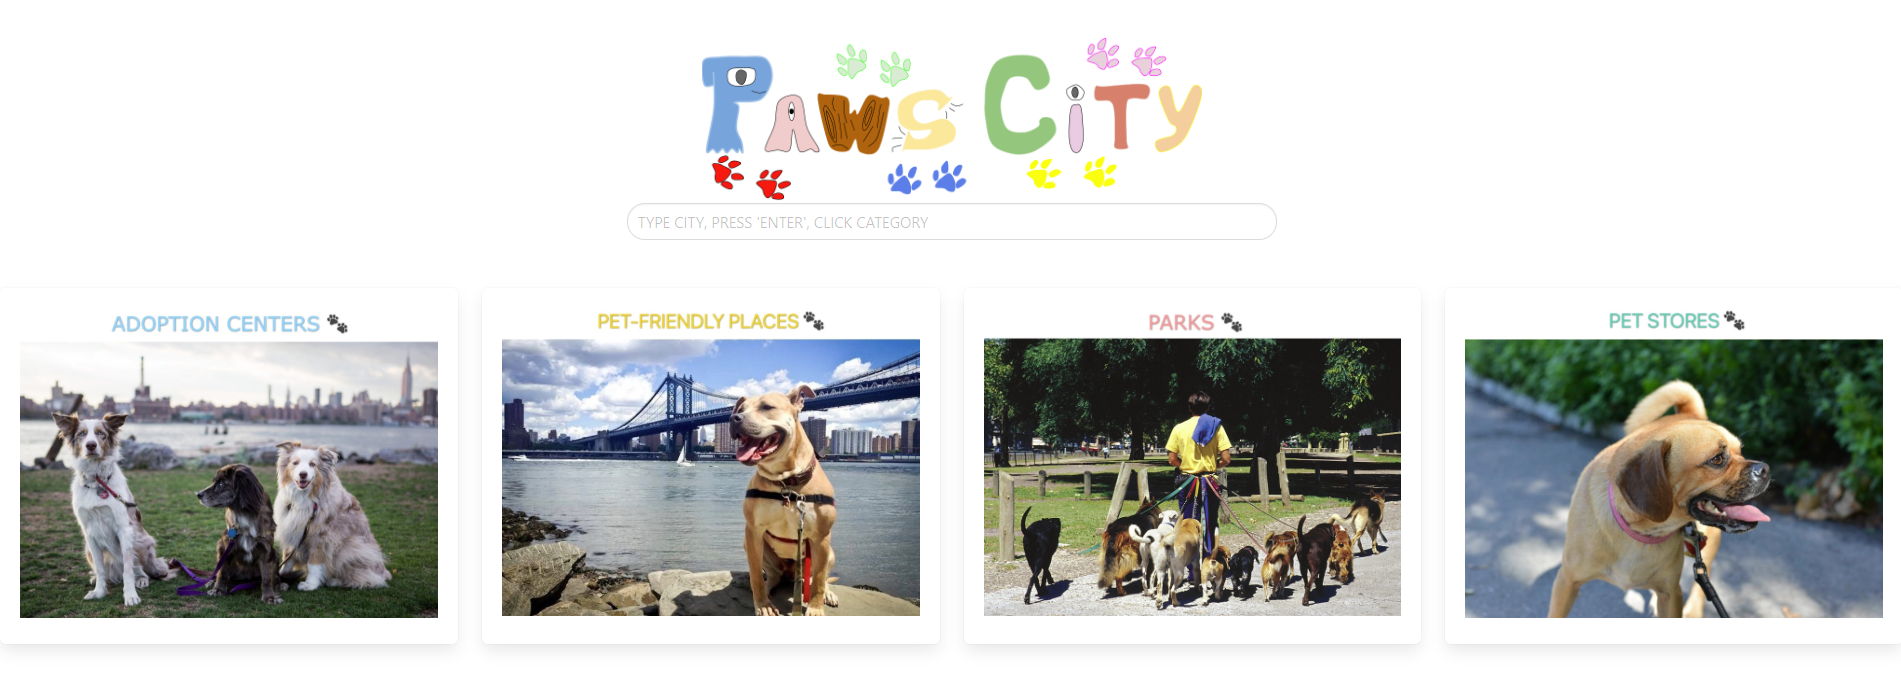 Paws City
TYPE CITY, PRESS 'ENTER', CLICK CATEGORY
ADOPTION CENTERS
PET-FRIENDLY PLACES
PARKS
PET STORES